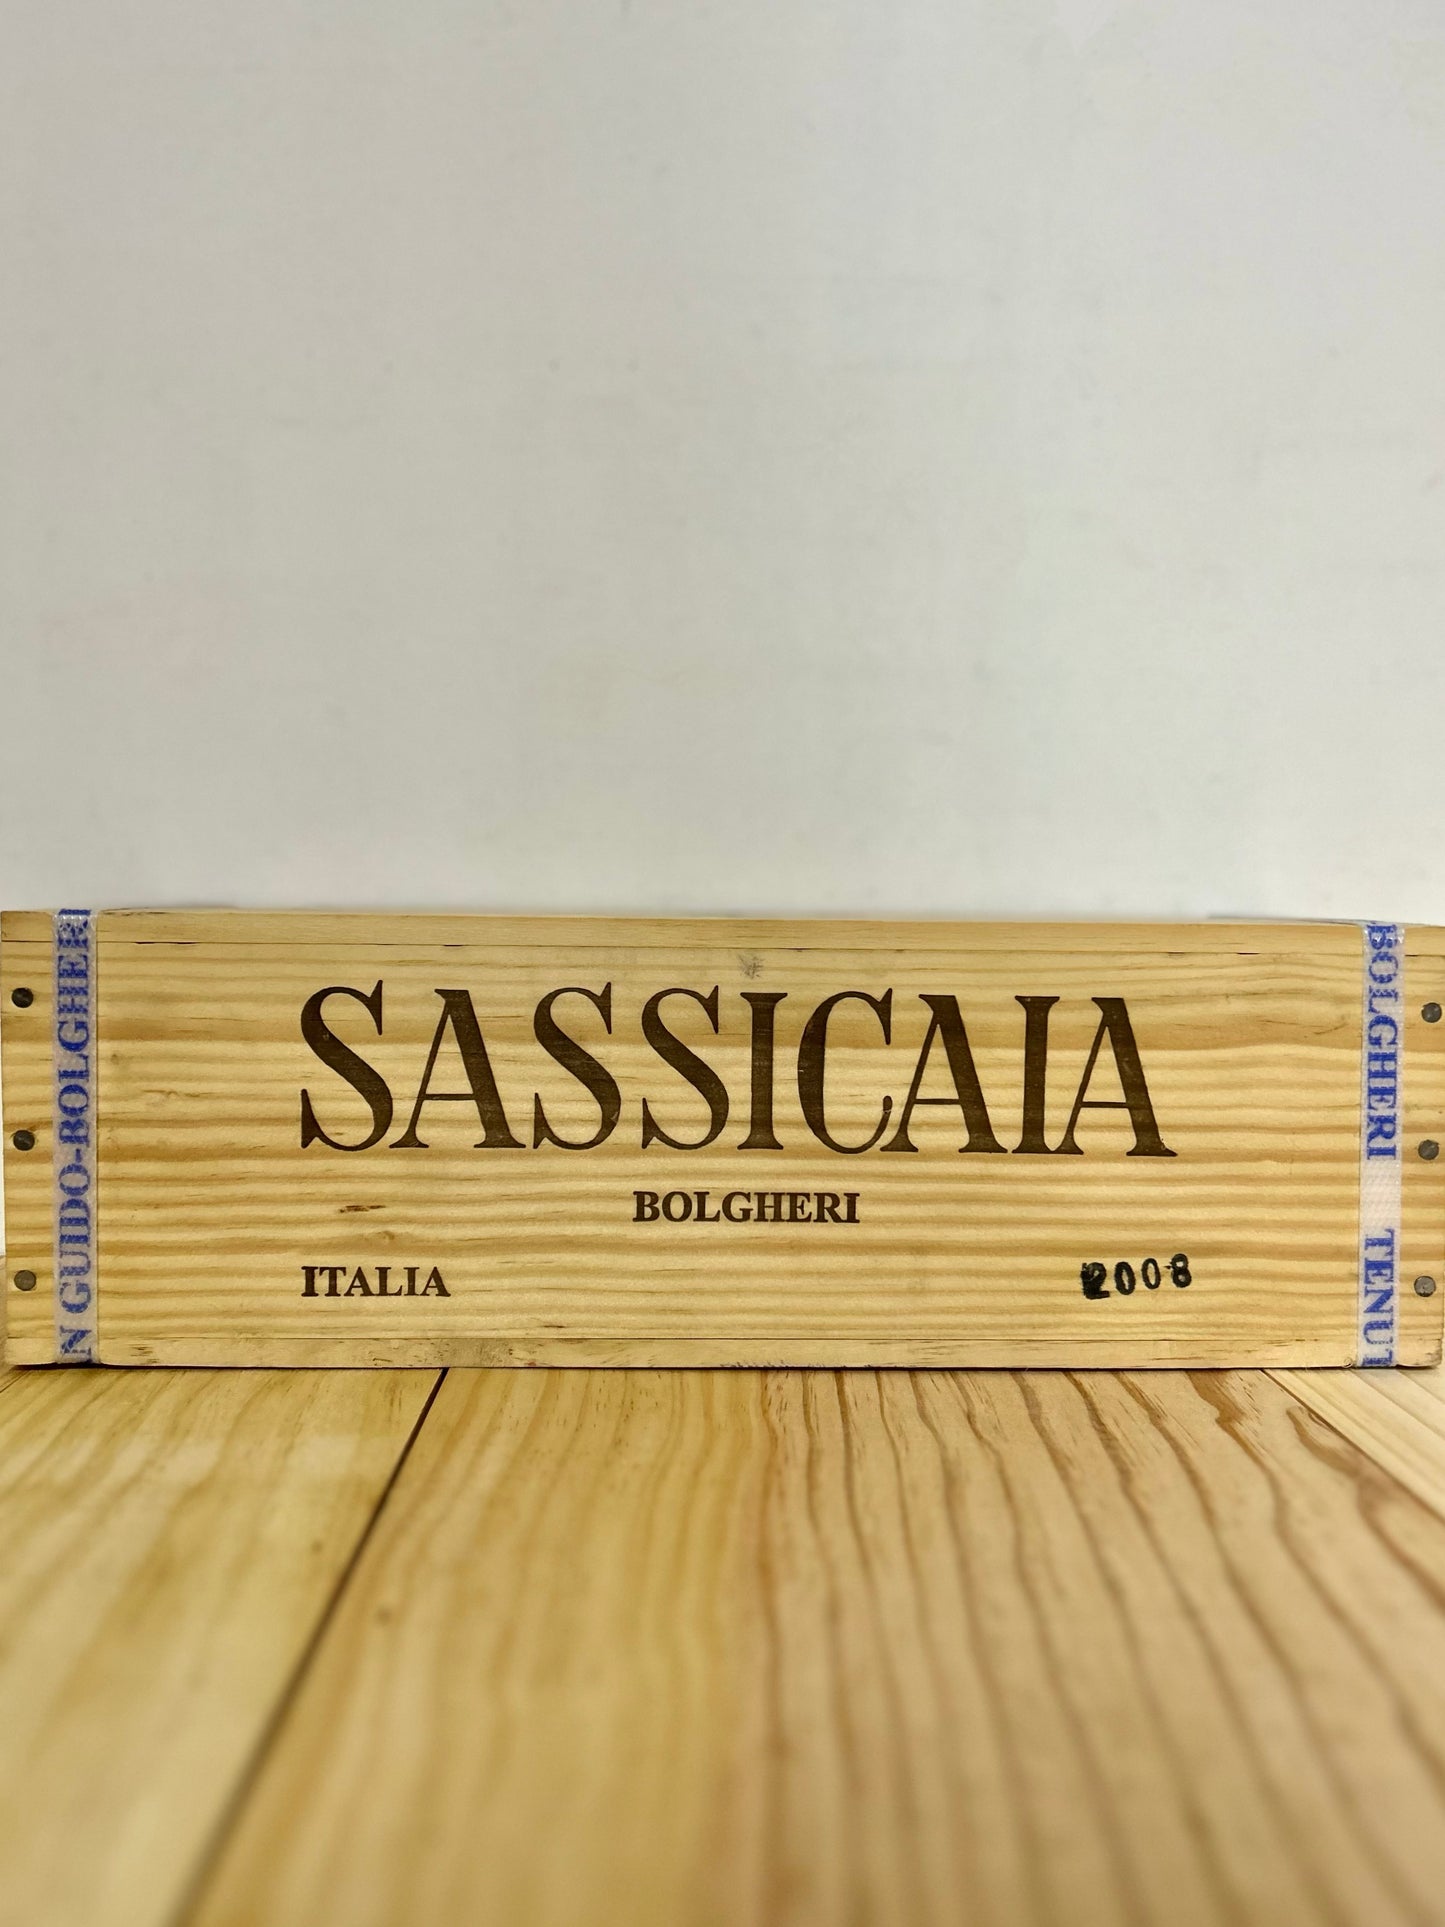 SASSICAIA
BOLGHERI
ITALIA
2008
N GUIDO-BOLGHERI
BOLGHERI TENUT